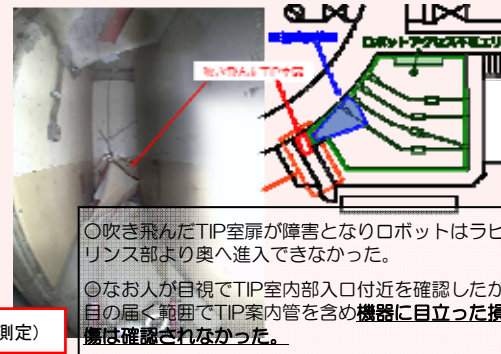 ロボットアクセス不可エリ
吹き飛んだTIP室扉
○吹き飛んだTIP室扉が障害となりロボットはラビ
リンス部より奥へ進入できなかった。
○なお人が目視でTIP室内部入口付近を確認したが
目の届く範囲でTIP案内管を含め機器に目立った損
傷は確認されなかった。
測定）